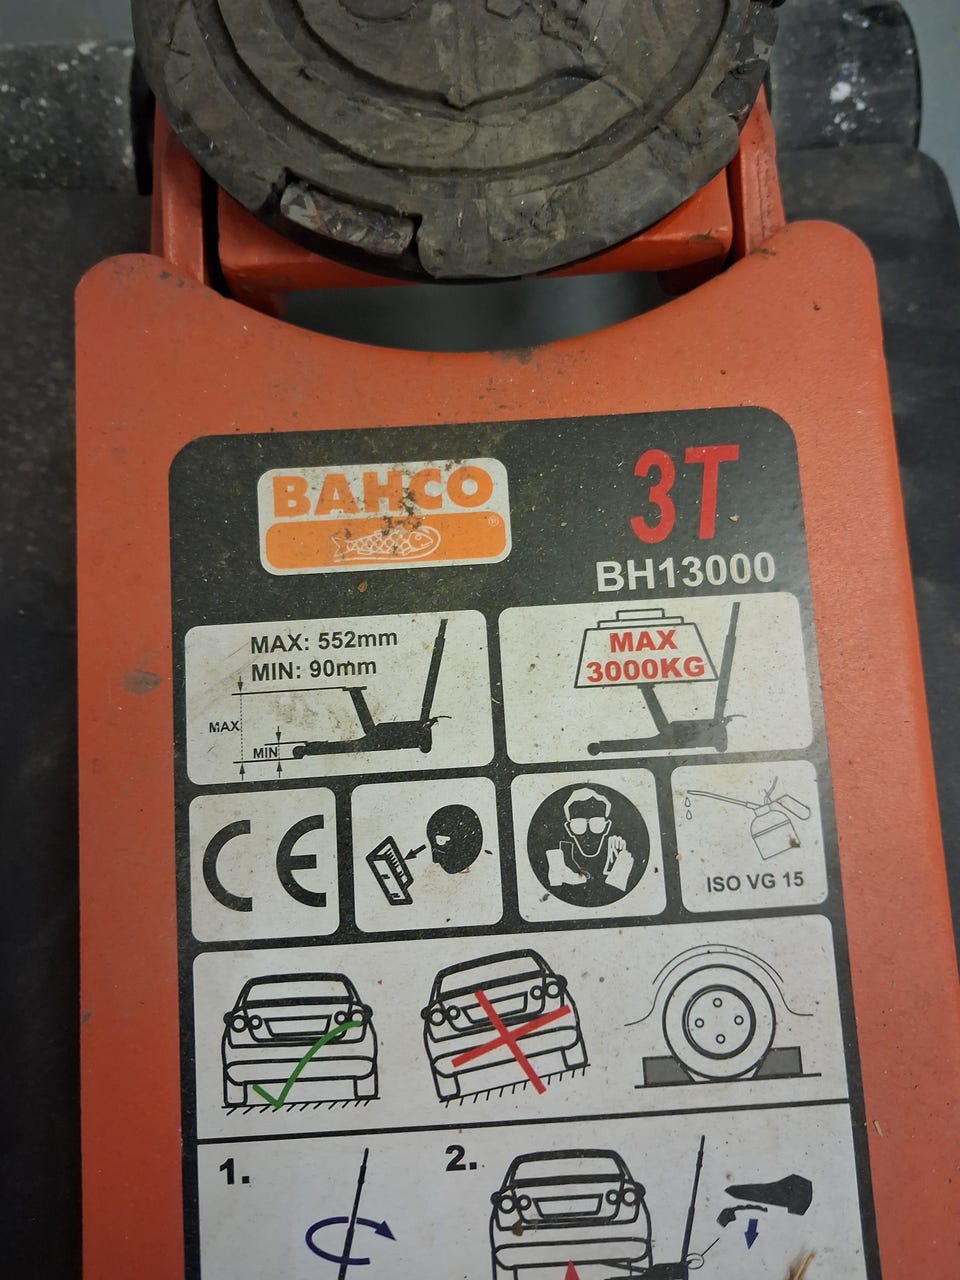 BAHCO
®
3T
BH13000
MAX: 552mm
MIN: 90mm
MAX
MIN
MAX
3000KG
CE
ISO VG 15
1.
2.